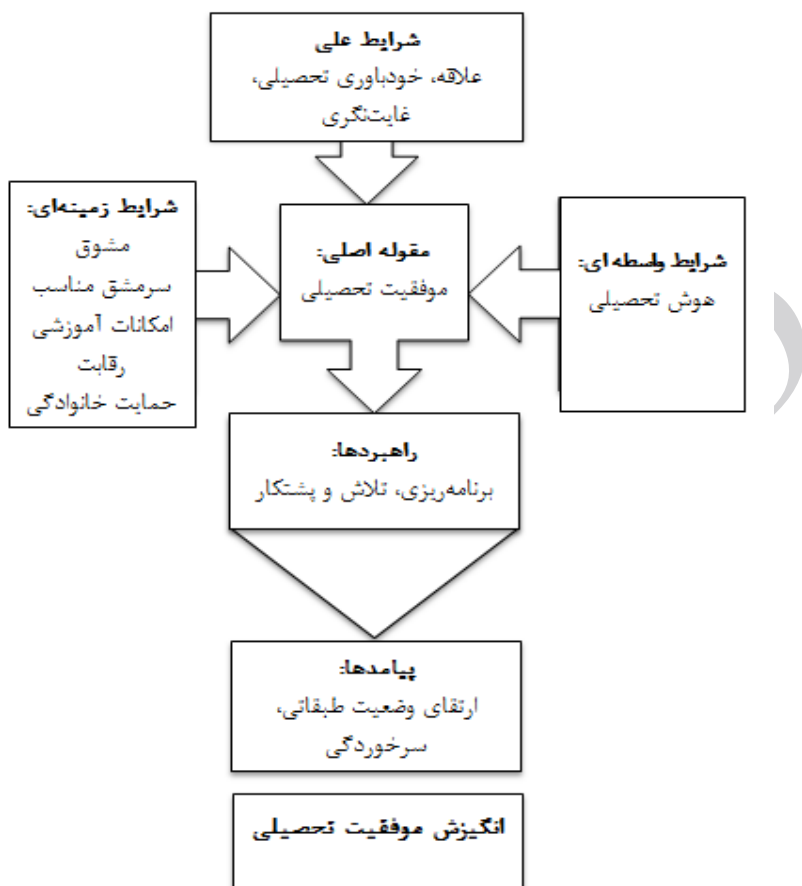 شرایط علی
علاقه، خودباوری تحصیلی،
غایت‌نگری
شرایط زمینه‌ای:
مشوق
سرمشق مناسب
امکانات آموزشی
رقابت
حمایت خانوادگی
مقوله اصلی:
موفقیت تحصیلی
شرایط واسطه ای:
هوش تحصیلی
راهبردها:
برنامه‌ریزی، تلاش و پشتکار
پیامدها:
ارتقای وضعیت طبقاتی،
سرخوردگی
انگیزش موفقیت تحصیلی